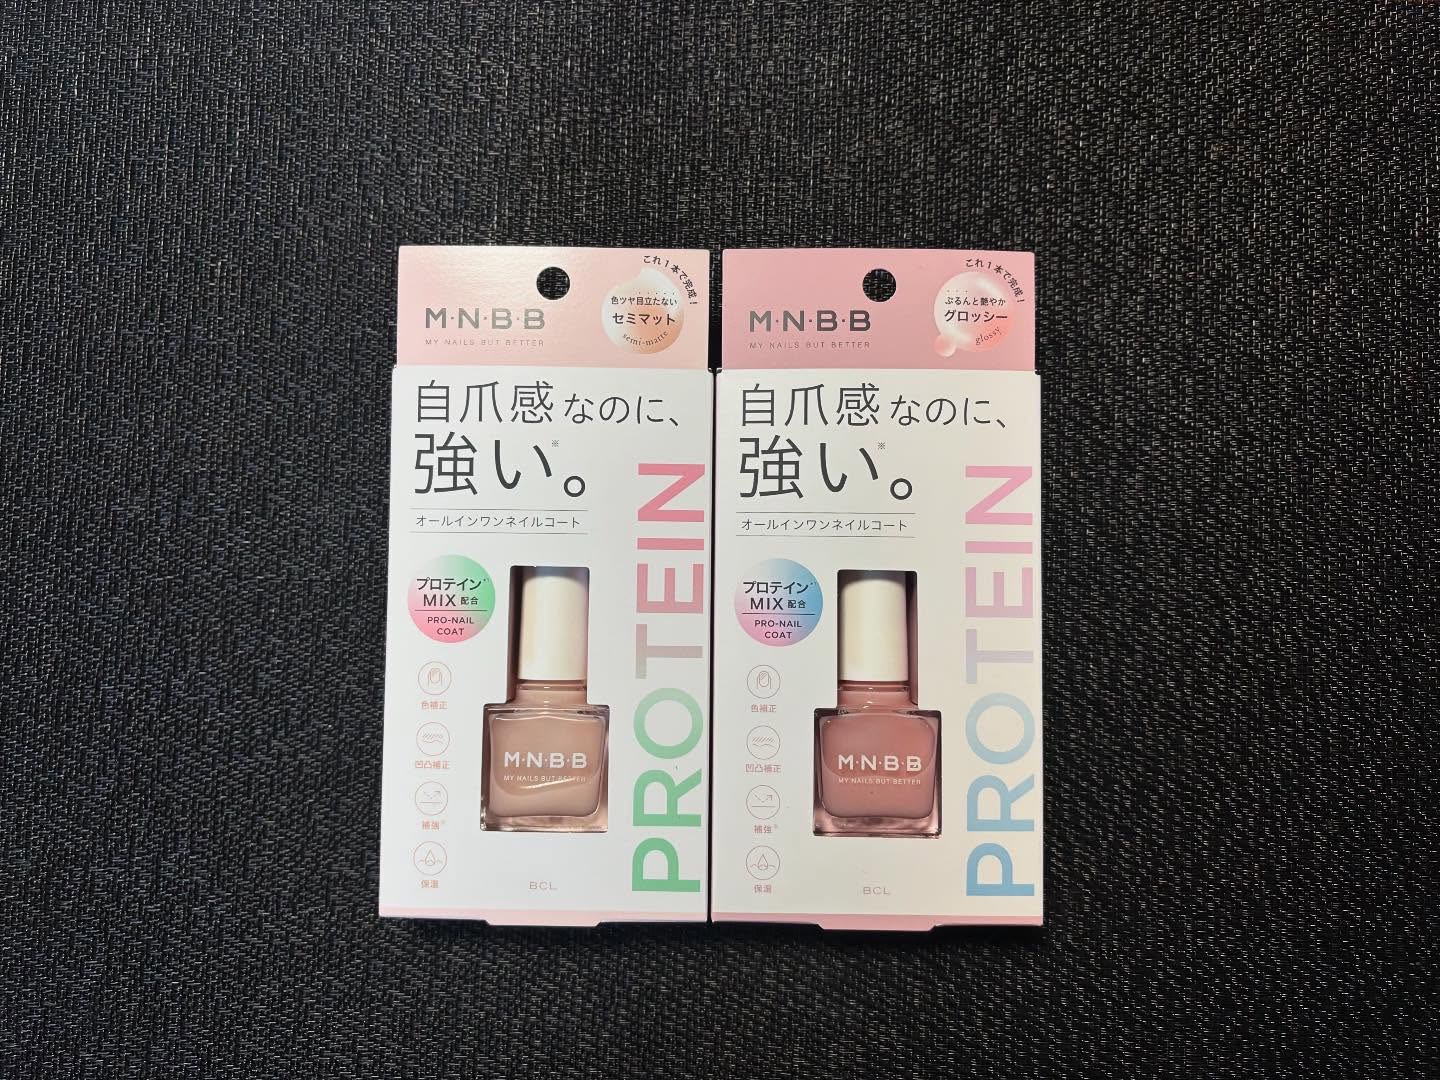 M·N·B·B
MY NAILS BUT BETTER
これ1本で完成!
色ツヤ目立たない
セミマット
semi-matte
自爪感なのに、
強い※。
オールインワンネイルコート
プロテイン*¹
MIX 配合
PRO-NAIL
COAT
色補正
凹凸補正
補強※
保湿
PROTEIN
M·N·B·B
MY NAILS BUT BETTER
BCL
M·N·B·B
MY NAILS BUT BETTER
これ1本で完成!
ぷるんと艶やか
グロッシー
glossy
自爪感なのに、
強い※。
オールインワンネイルコート
プロテイン*¹
MIX 配合
PRO-NAIL
COAT
色補正
凹凸補正
補強※
保湿
PROTEIN
M·N·B·B
MY NAILS BUT BETTER
BCL